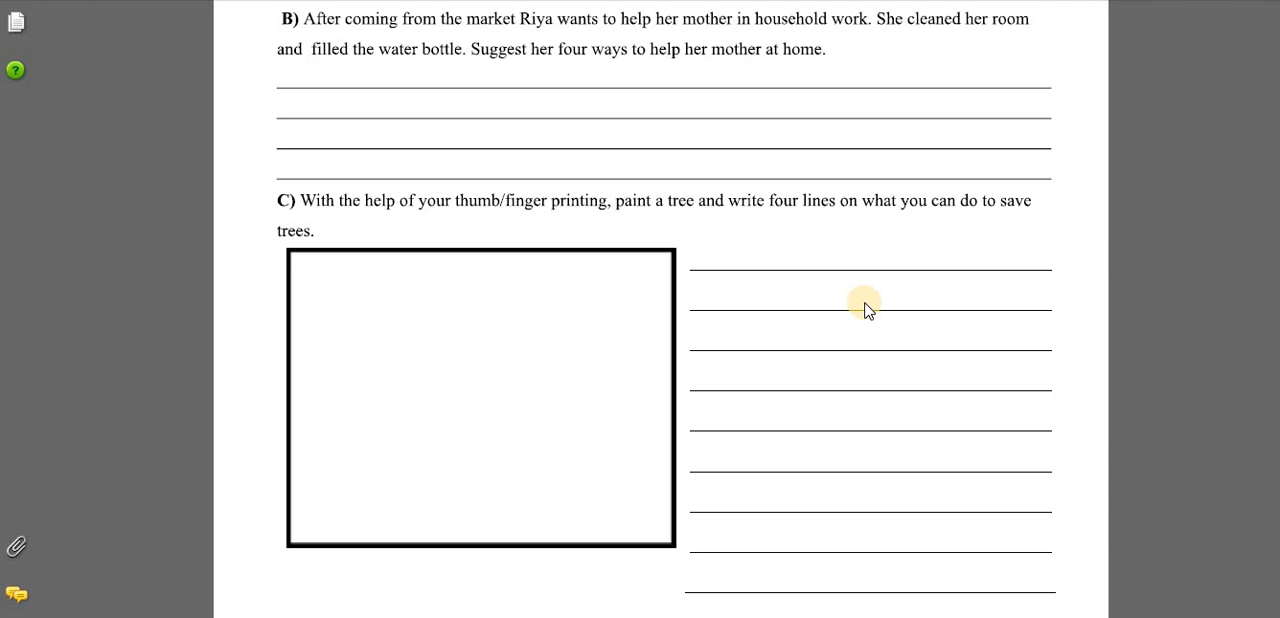 B) After coming from the market Riya wants to help her mother in household work. She cleaned her room
and filled the water bottle. Suggest her four ways to help her mother at home.
C) With the help of your thumb/finger printing, paint a tree and write four lines on what you can do to save
trees.
?